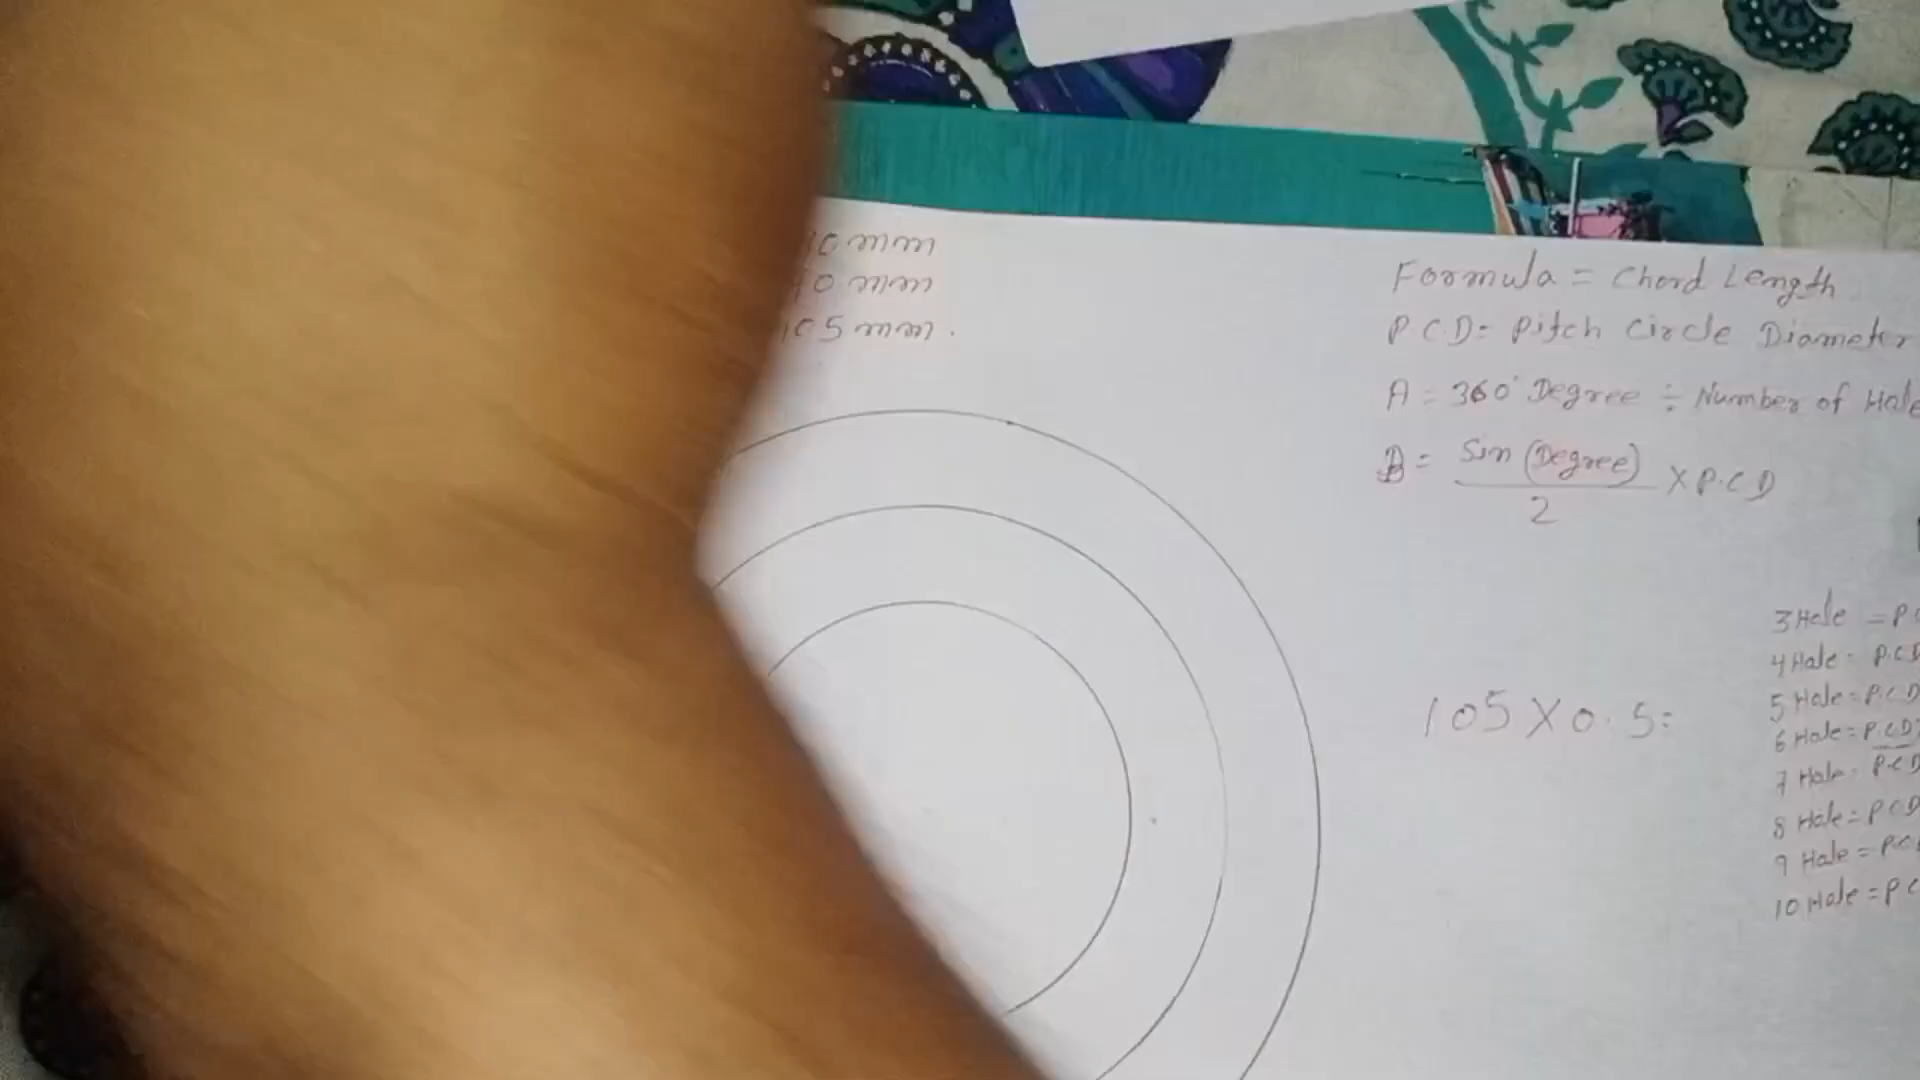 0 mm
0 mm
105 mm.
Formula = Chord Length
P.C.D = Pitch Circle Diameter
A = 360° Degree ÷ Number of Hole
B = Sin (Degree) / 2 × P.C.D
105 × 0.5 =
3 Hole = P.C
4 Hole = P.C.D
5 Hole = P.C.D
6 Hole = P.C.D
7 Hole = P.C.D
8 Hole = P.C.D
9 Hole = P.C.
10 Hole = P.C